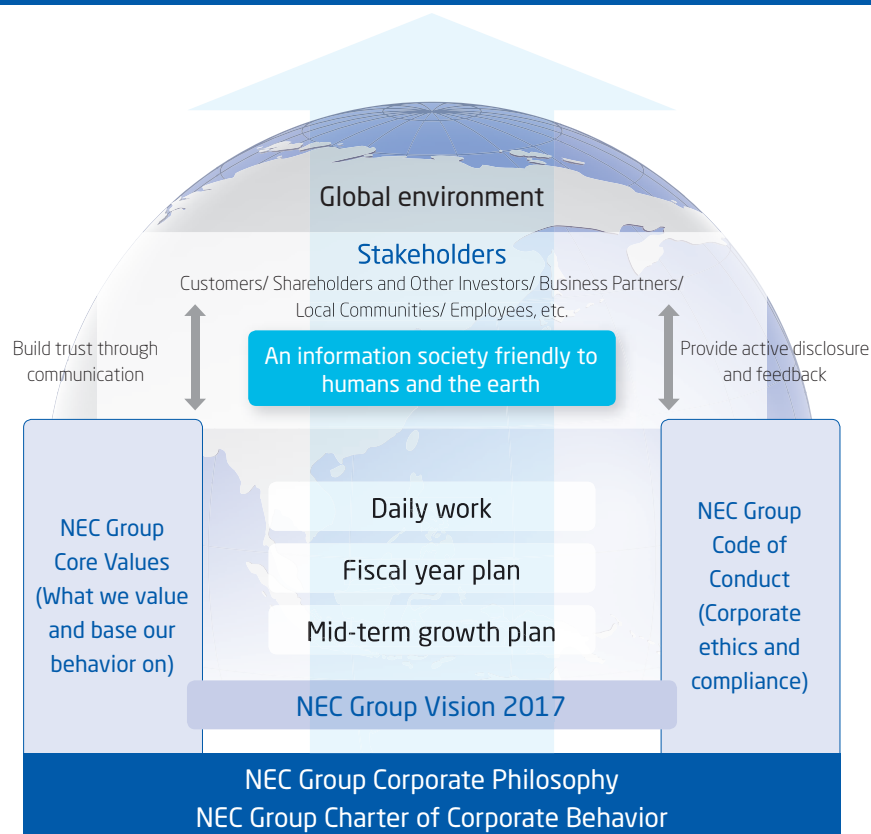 Global environment
Stakeholders
Customers/ Shareholders and Other Investors/ Business Partners/
Local Communities/ Employees, etc.
Build trust through
communication
An information society friendly to
humans and the earth
Provide active disclosure
and feedback
NEC Group
Core Values
(What we value
and base our
behavior on)
Daily work
Fiscal year plan
Mid-term growth plan
NEC Group
Code of
Conduct
(Corporate
ethics and
compliance)
NEC Group Vision 2017
NEC Group Corporate Philosophy
NEC Group Charter of Corporate Behavior